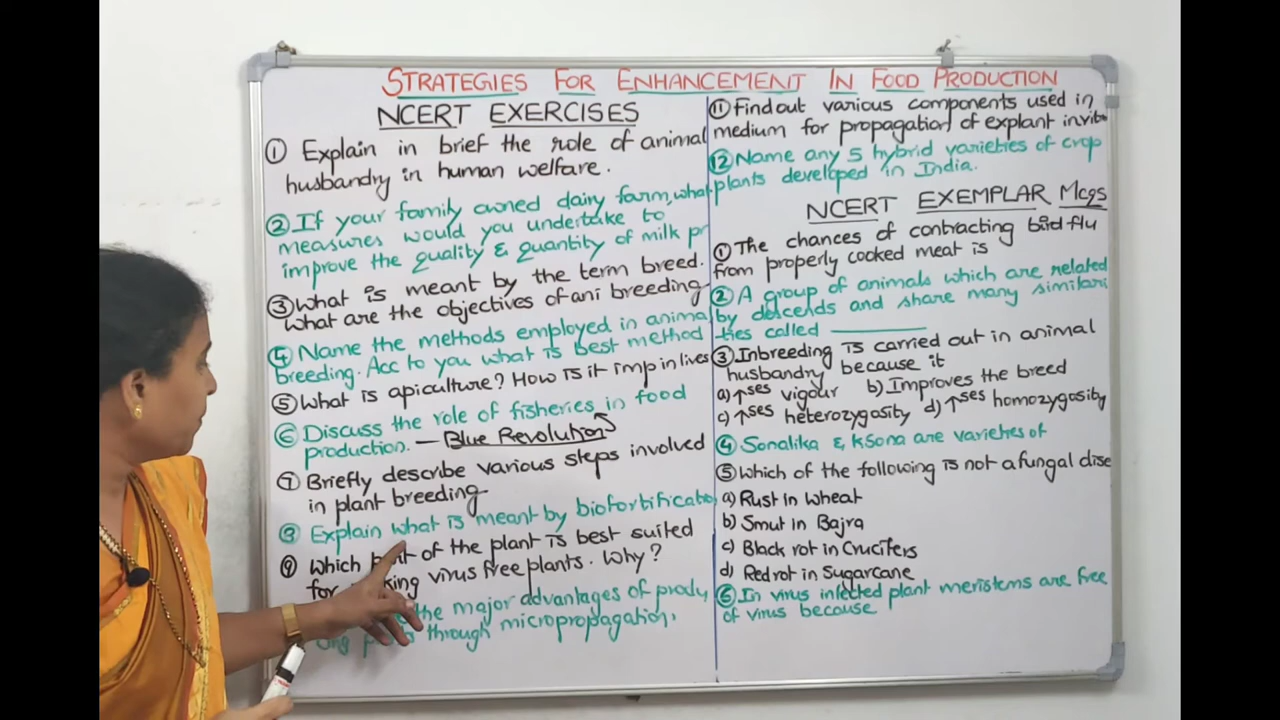 STRATEGIES FOR ENHANCEMENT IN FOOD PRODUCTION
NCERT EXERCISES
① Explain in brief the role of animal
husbandry in human welfare.
② If your family owned dairy farm, what
measures would you undertake to
improve the quality & quantity of milk pr
③ What is meant by the term breed.
What are the objectives of ani breeding
④ Name the methods employed in animal
breeding. Acc to you what is best method
⑤ What is apiculture? How is it imp in lives
⑥ Discuss the role of fisheries in food
production. — Blue Revolution
⑦ Briefly describe various steps involved
in plant breeding
⑧ Explain what is meant by biofortificatio
⑨ Which of the plant is best suited
for virus free plants. Why?
the major advantages of produ
through micropropagation.
⑪ Find out various components used in
medium for propagation of explant invitro
⑫ Name any 5 hybrid varieties of crop
plants developed in India.
NCERT EXEMPLAR Mcqs
① The chances of contracting bird flu
from properly cooked meat is
② A group of animals which are related
by descends and share many similari
ties called
③ Inbreeding is carried out in animal
husbandry because it
a) ↑ses vigour b) Improves the breed
c) ↑ses heterozygosity d) ↑ses homozygosity
④ Sonalika & KSona are varieties of
⑤ Which of the following is not a fungal dise
a) Rust in Wheat
b) Smut in Bajra
c) Black rot in Crucifers
d) Red rot in Sugarcane
⑥ In virus infected plant meristems are free
of virus because